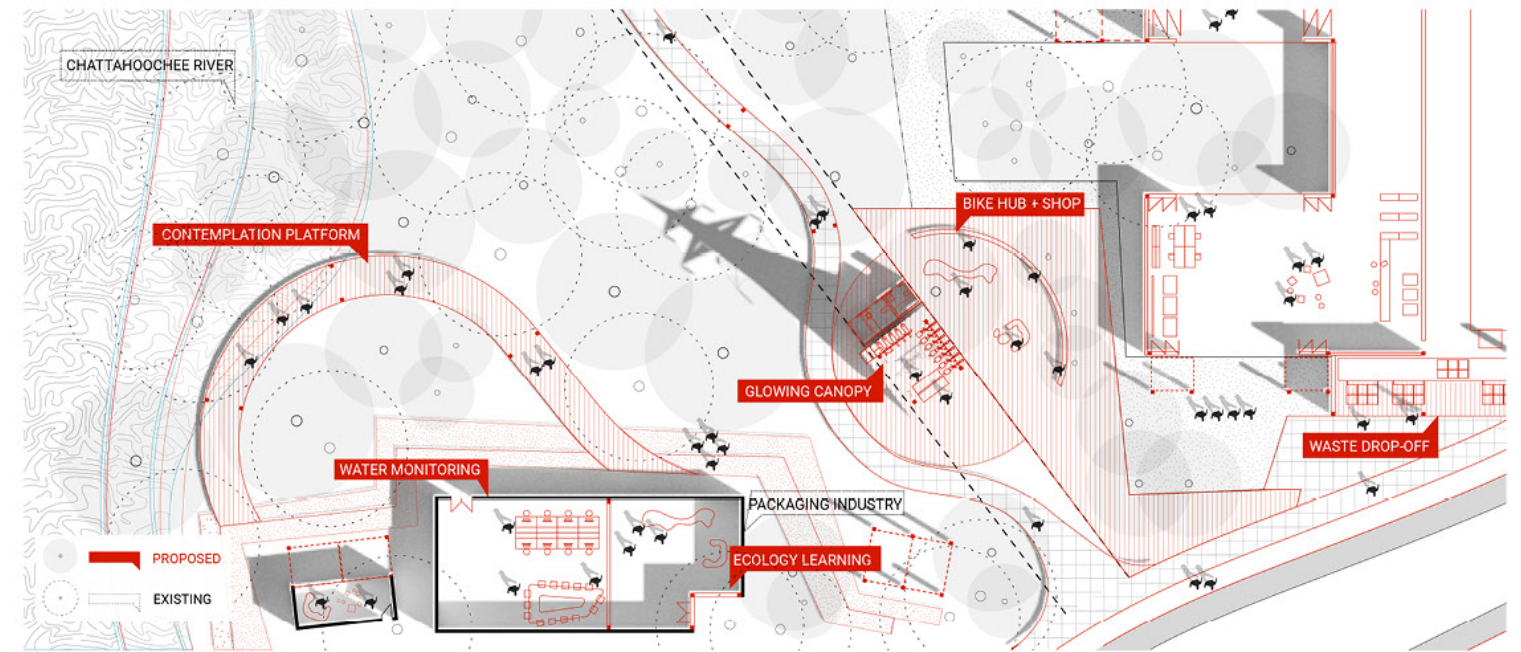 CHATTAHOOCHEE RIVER
BIKE HUB + SHOP
CONTEMPLATION PLATFORM
GLOWING CANOPY
WASTE DROP-OFF
WATER MONITORING
PACKAGING INDUSTRY
ECOLOGY LEARNING
PROPOSED
EXISTING